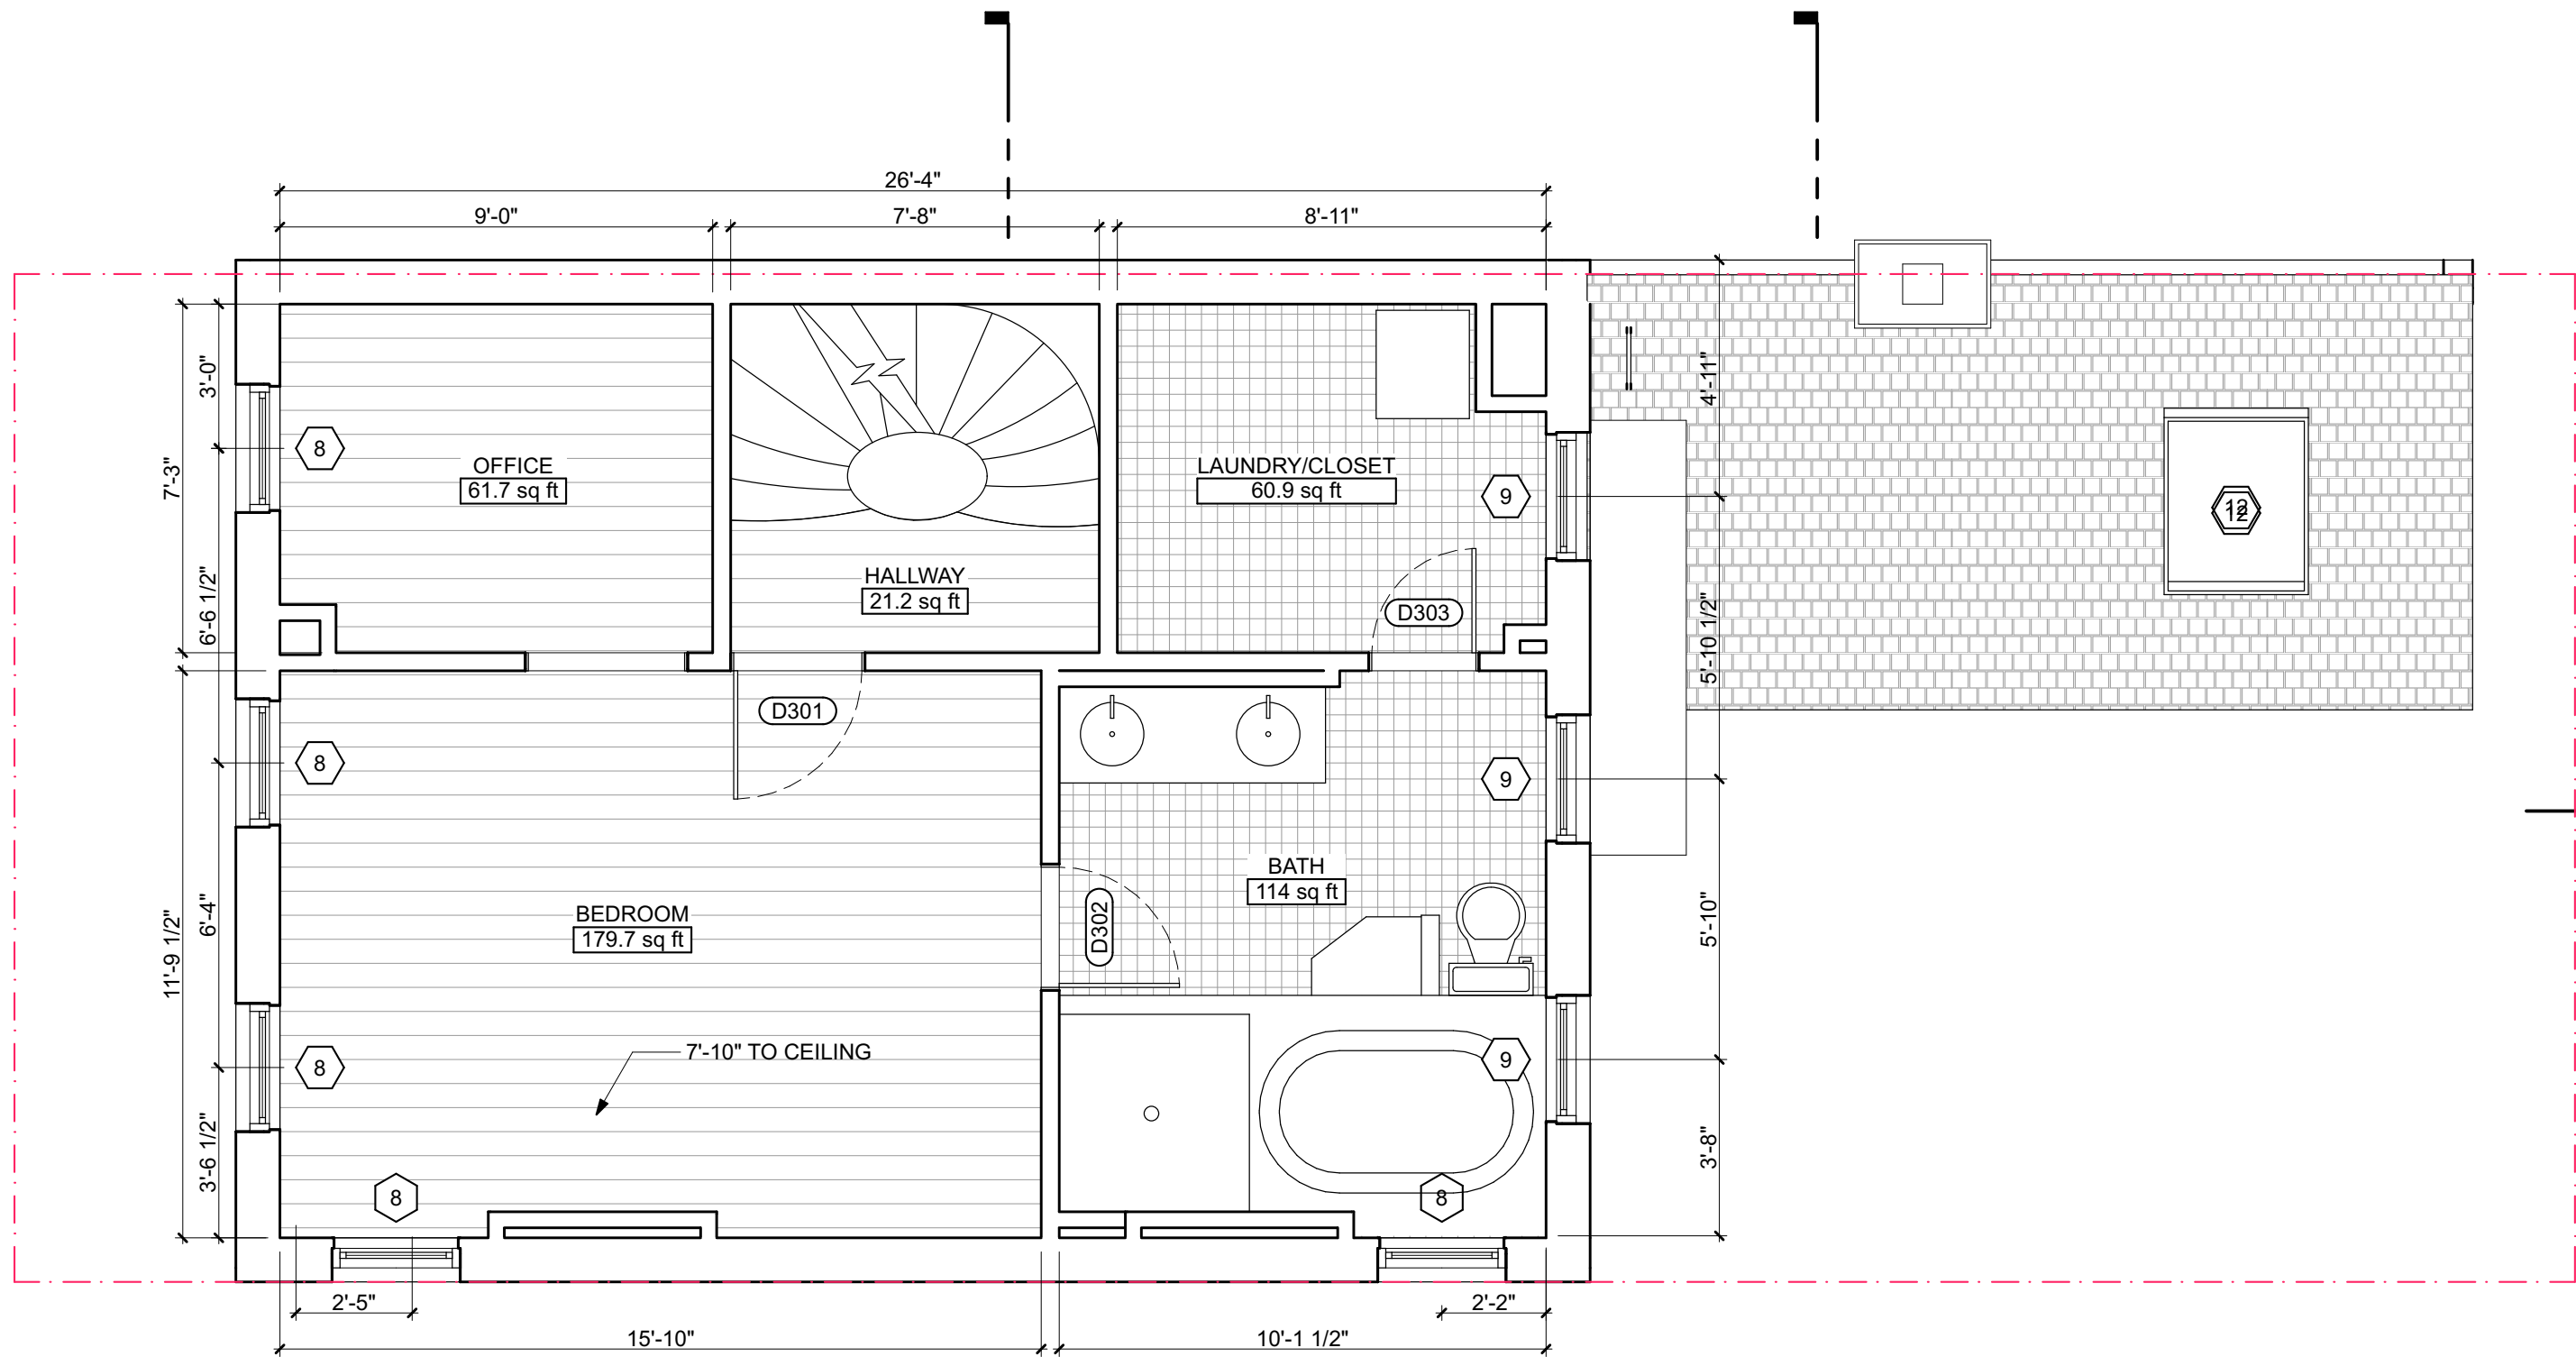 26'-4"
9'-0"
7'-8"
8'-11"
3'-0"
4'-11"
7'-3"
8
OFFICE
61.7 sq ft
LAUNDRY/CLOSET
60.9 sq ft
9
12
12
6'-6 1/2"
HALLWAY
21.2 sq ft
D303
5'-10 1/2"
D301
8
9
BATH
114 sq ft
6'-4"
11'-9 1/2"
BEDROOM
179.7 sq ft
D302
5'-10"
7'-10" TO CEILING
8
9
3'-6 1/2"
3'-8"
8
8
2'-5"
2'-2"
15'-10"
10'-1 1/2"